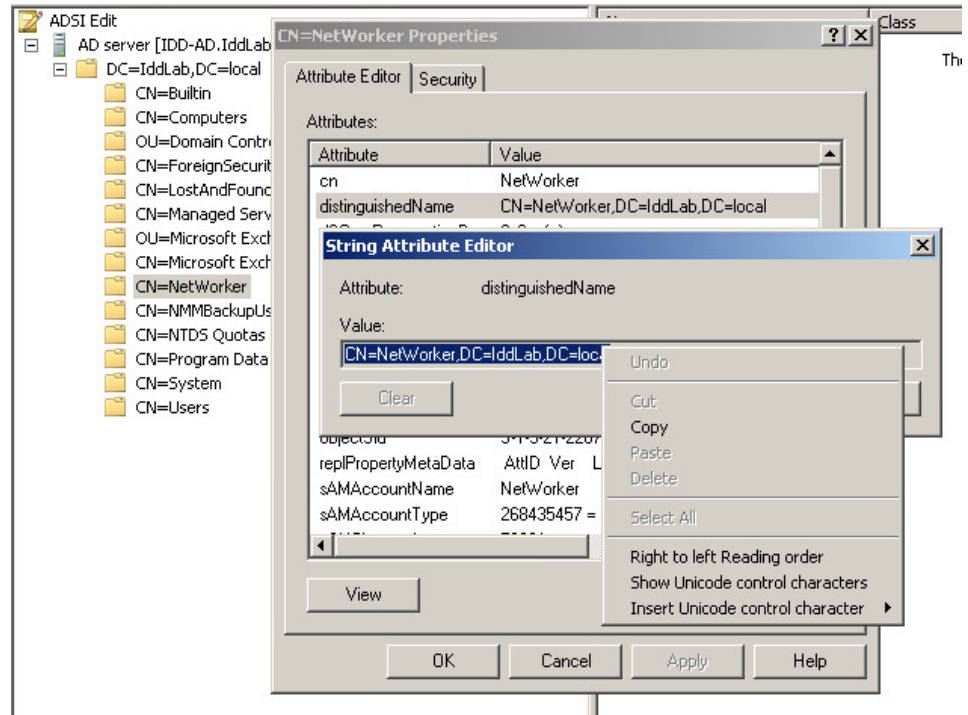 ADSI Edit
AD server [IDD-AD.IddLab
DC=IddLab,DC=local
CN=Builtin
CN=Computers
OU=Domain Contr
CN=ForeignSecurit
CN=LostAndFound
CN=Managed Serv
OU=Microsoft Exch
CN=Microsoft Exch
CN=NetWorker
CN=NMMBackupUs
CN=NTDS Quotas
CN=Program Data
CN=System
CN=Users
Class
The
CN=NetWorker Properties
Attribute Editor Security
Attributes:
Attribute Value
cn NetWorker
distinguishedName CN=NetWorker,DC=IddLab,DC=local
String Attribute Editor
Attribute: distinguishedName
Value:
CN=NetWorker,DC=IddLab,DC=loca
Clear
Undo
Cut
Copy
Paste
Delete
Select All
Right to left Reading order
Show Unicode control characters
Insert Unicode control character
replPropertyMetaData AttID Ver L
sAMAccountName NetWorker
sAMAccountType 268435457 =
View
OK Cancel Apply Help